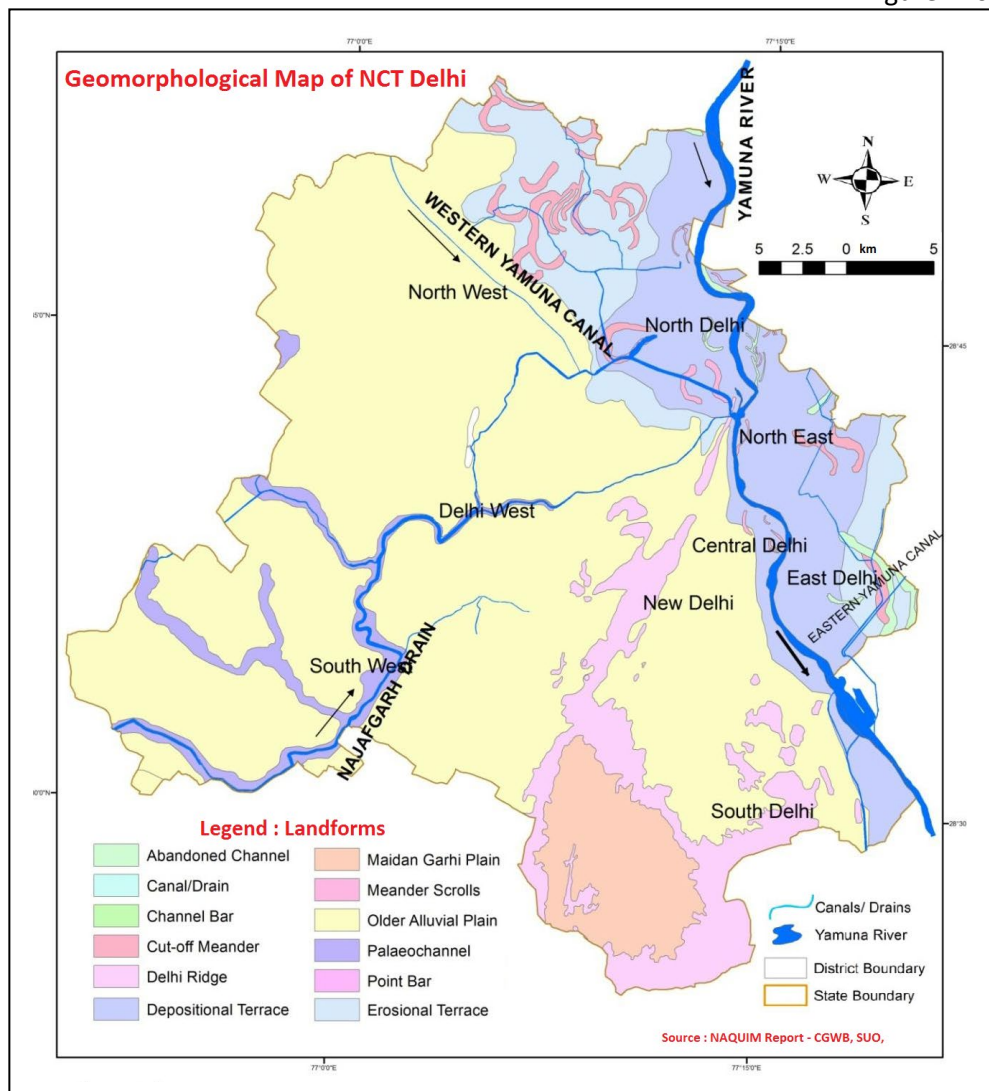 77°0'0"E
77°15'0"E
Geomorphological Map of NCT Delhi
YAMUNA RIVER
N
W
E
S
5 2.5 0 km 5
WESTERN YAMUNA CANAL
North West
North Delhi
28°45
North East
Delhi West
Central Delhi
East Delhi
EASTERN YAMUNA CANAL
New Delhi
South West
NAJAFGARH DRAIN
South Delhi
28°30
Legend : Landforms
Abandoned Channel
Canal/Drain
Channel Bar
Cut-off Meander
Delhi Ridge
Depositional Terrace
Maidan Garhi Plain
Meander Scrolls
Older Alluvial Plain
Palaeochannel
Point Bar
Erosional Terrace
Canals/ Drains
Yamuna River
District Boundary
State Boundary
Source : NAQUIM Report - CGWB, SUO,
77°0'0"E
77°15'0"E